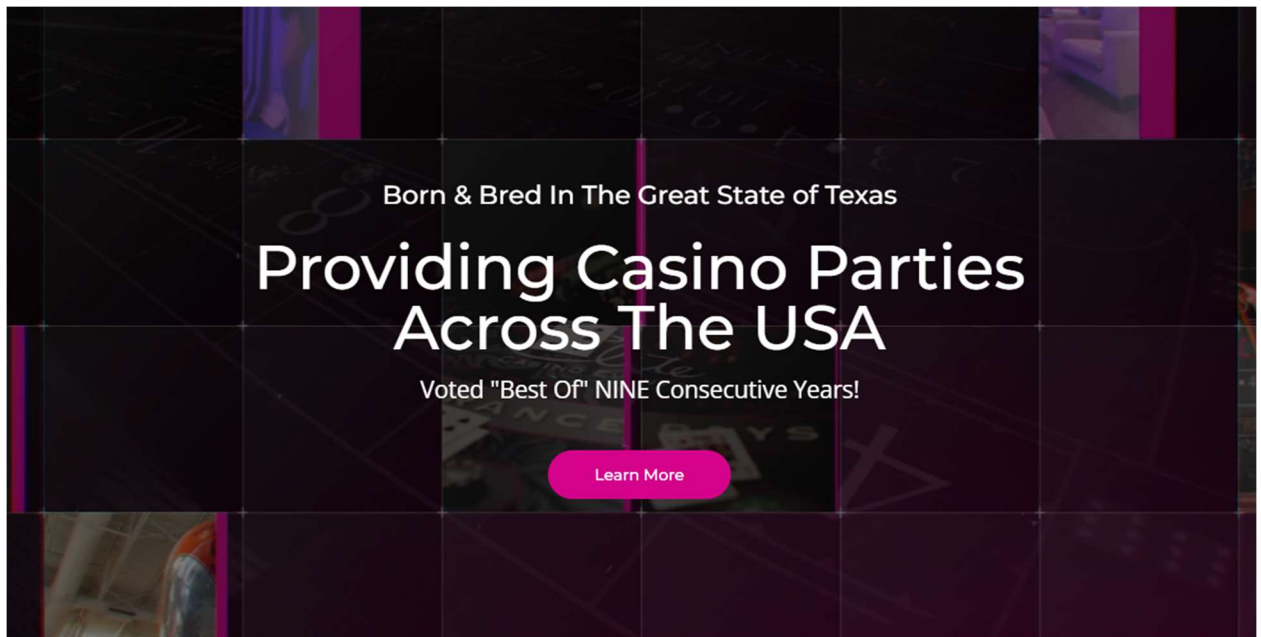 Born & Bred In The Great State of Texas
Providing Casino Parties
Across The USA
Voted "Best Of" NINE Consecutive Years!
Learn More